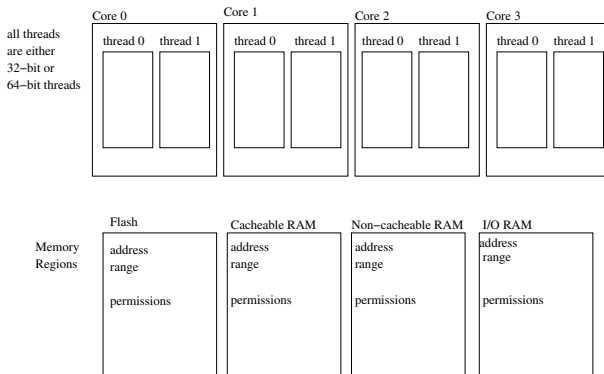 Core 0
Core 1
Core 2
Core 3
all threads
are either
32−bit or
64−bit threads
thread 0
thread 1
thread 0
thread 1
thread 0
thread 1
thread 0
thread 1
Flash
Cacheable RAM
Non−cacheable RAM
I/O RAM
Memory
Regions
address
range
permissions
address
range
permissions
address
range
permissions
address
range
permissions